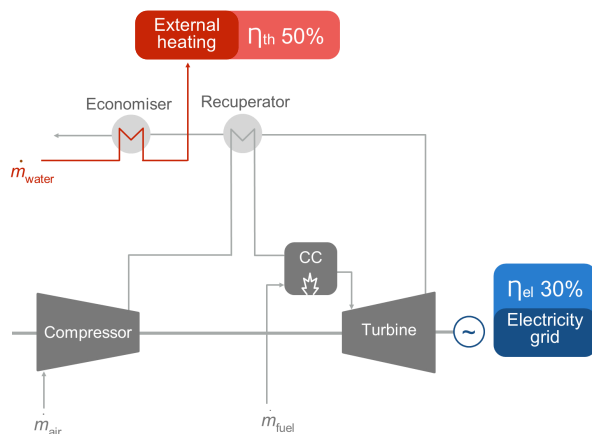 External
heating
ηth 50%
Economiser
Recuperator
ṁwater
CC
ηel 30%
Compressor
Turbine
~
Electricity
grid
ṁair
ṁfuel